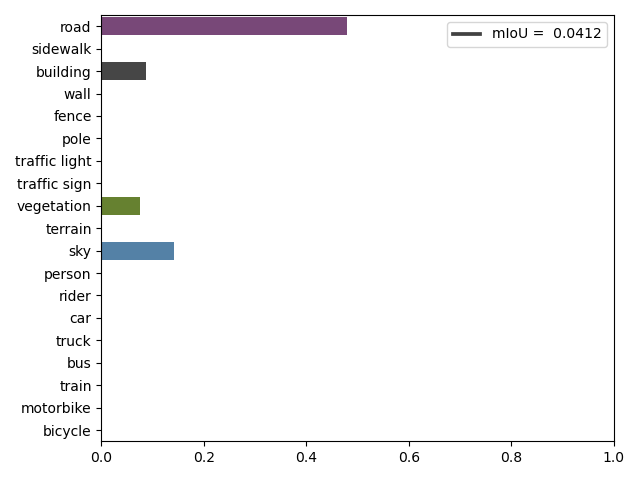 road
sidewalk
building
wall
fence
pole
traffic light
traffic sign
vegetation
terrain
sky
person
rider
car
truck
bus
train
motorbike
bicycle
mIoU =  0.0412
0.0 0.2 0.4 0.6 0.8 1.0